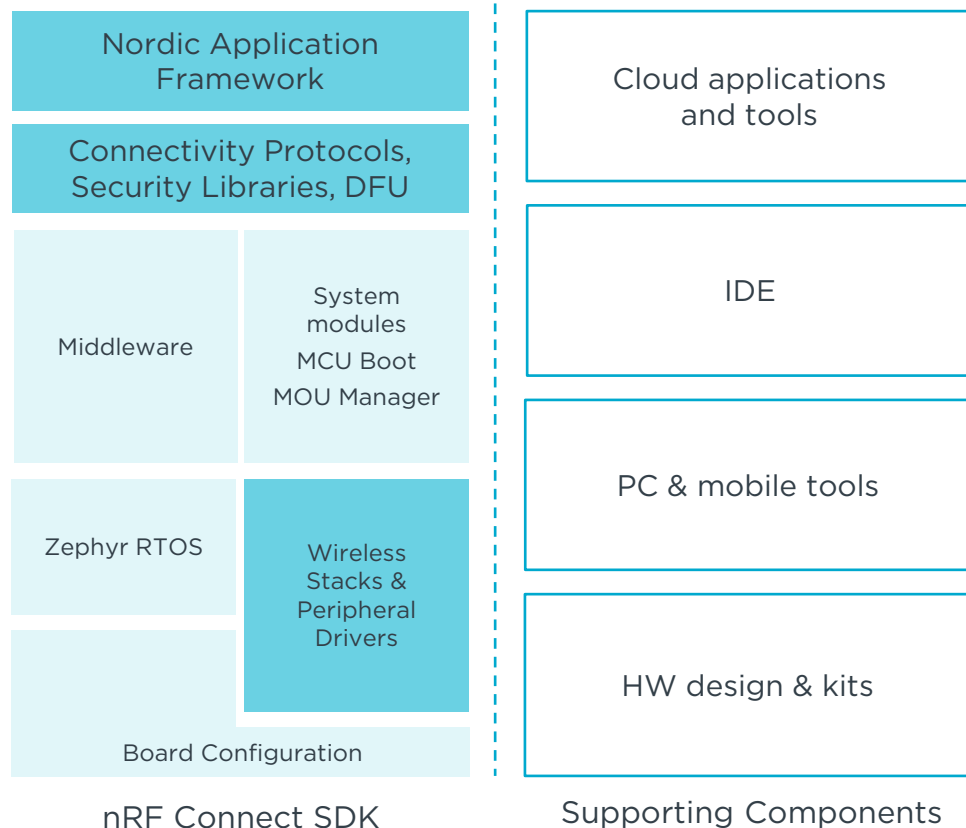 Nordic Application
Framework
Connectivity Protocols,
Security Libraries, DFU
Middleware
System
modules
MCU Boot
MOU Manager
Zephyr RTOS
Wireless
Stacks &
Peripheral
Drivers
Board Configuration
nRF Connect SDK
Cloud applications
and tools
IDE
PC & mobile tools
HW design & kits
Supporting Components